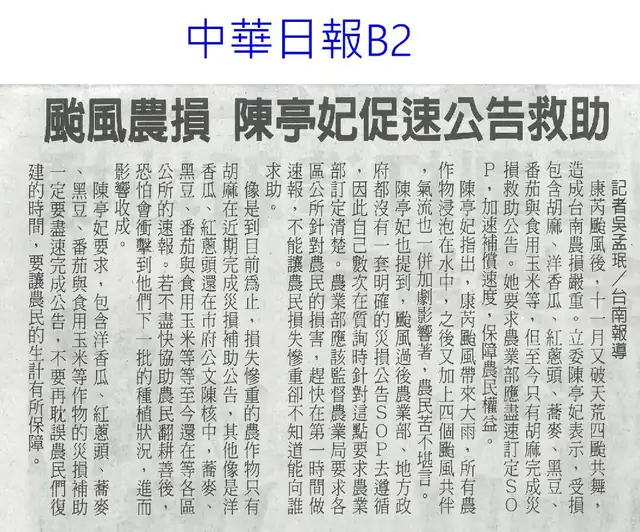 中華日報B2
颱風農損 陳亭妃促速公告救助
記者吳孟珉／台南報導
康芮颱風後，十一月又破天荒四颱共舞，
造成台南農損嚴重。立委陳亭妃表示，受損
包含胡麻、洋香瓜、紅蔥頭、蕎麥、黑豆、
番茄與食用玉米等，但至今只有胡麻完成災
損救助公告。她要求農業部應盡速訂定SO
P，加速補償速度，保障農民權益。
陳亭妃指出，康芮颱風帶來大雨，所有農
作物浸泡在水中，之後又加上四個颱風共伴
，氣流也一併加劇影響著，農民苦不堪言。
陳亭妃也提到，颱風過後農業部、地方政
府都沒有一套明確的災損公告SOP去遵循
，因此自己數次在質詢時針對這點要求農業
部訂定清楚。農業部應該監督農業局要求各
區公所針對農民的損害，趕快在第一時間做
速報，不能讓農民損失慘重卻不知道能向誰
求助。
像是到目前為止，損失慘重的農作物只有
胡麻在近期完成災損補助公告，其他像是洋
香瓜、紅蔥頭還在市府公文陳核中，蕎麥、
黑豆、番茄與食用玉米等等至今還在等各區
公所的速報。若不盡快協助農民翻耕善後，
恐怕會衝擊到他們下一批的種植狀況，進而
影響收成。
陳亭妃要求，包含洋香瓜、紅蔥頭、蕎麥
、黑豆、番茄與食用玉米等作物的災損補助
一定要盡速完成公告，不要再耽誤農民們復
建的時間，要讓農民的生計有所保障。